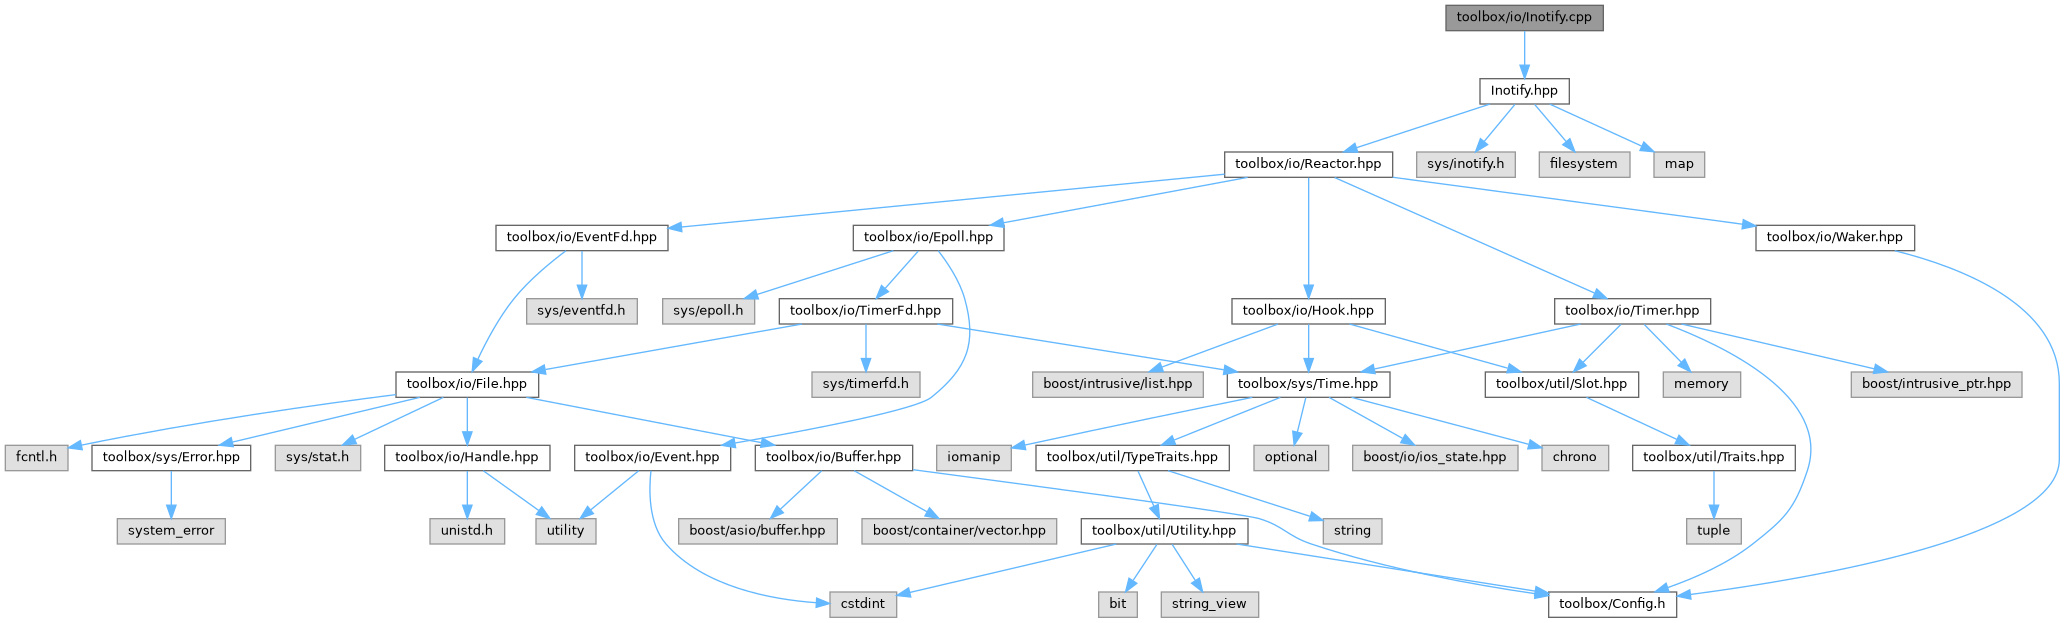 toolbox/io/Inotify.cpp
Inotify.hpp
toolbox/io/Reactor.hpp
sys/inotify.h
filesystem
map
toolbox/io/EventFd.hpp
toolbox/io/Epoll.hpp
toolbox/io/Waker.hpp
sys/eventfd.h
sys/epoll.h
toolbox/io/TimerFd.hpp
toolbox/io/Hook.hpp
toolbox/io/Timer.hpp
toolbox/io/File.hpp
sys/timerfd.h
boost/intrusive/list.hpp
toolbox/sys/Time.hpp
toolbox/util/Slot.hpp
memory
boost/intrusive_ptr.hpp
fcntl.h
toolbox/sys/Error.hpp
sys/stat.h
toolbox/io/Handle.hpp
toolbox/io/Event.hpp
toolbox/io/Buffer.hpp
iomanip
toolbox/util/TypeTraits.hpp
optional
boost/io/ios_state.hpp
chrono
toolbox/util/Traits.hpp
system_error
unistd.h
utility
boost/asio/buffer.hpp
boost/container/vector.hpp
toolbox/util/Utility.hpp
string
tuple
cstdint
bit
string_view
toolbox/Config.h